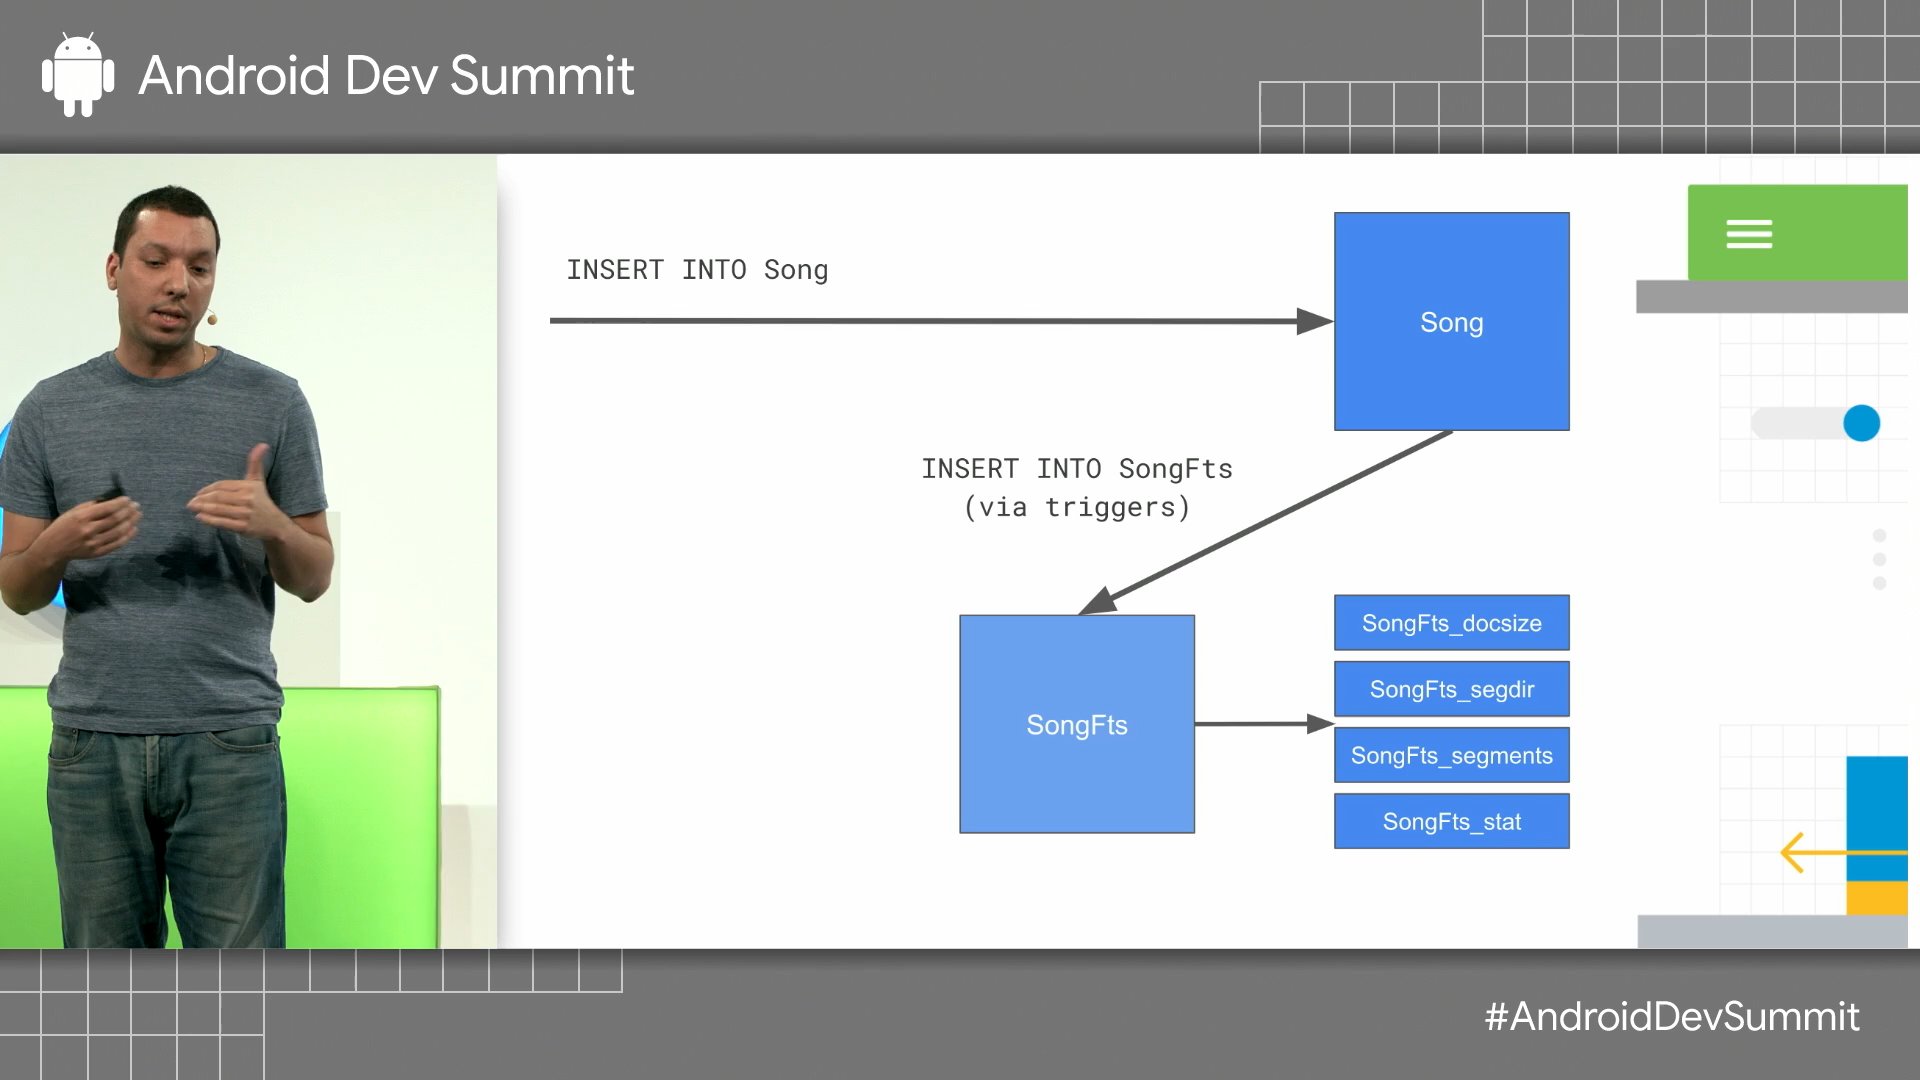 Android Dev Summit
INSERT INTO Song
Song
INSERT INTO SongFts
(via triggers)
SongFts
SongFts_docsize
SongFts_segdir
SongFts_segments
SongFts_stat
#AndroidDevSummit